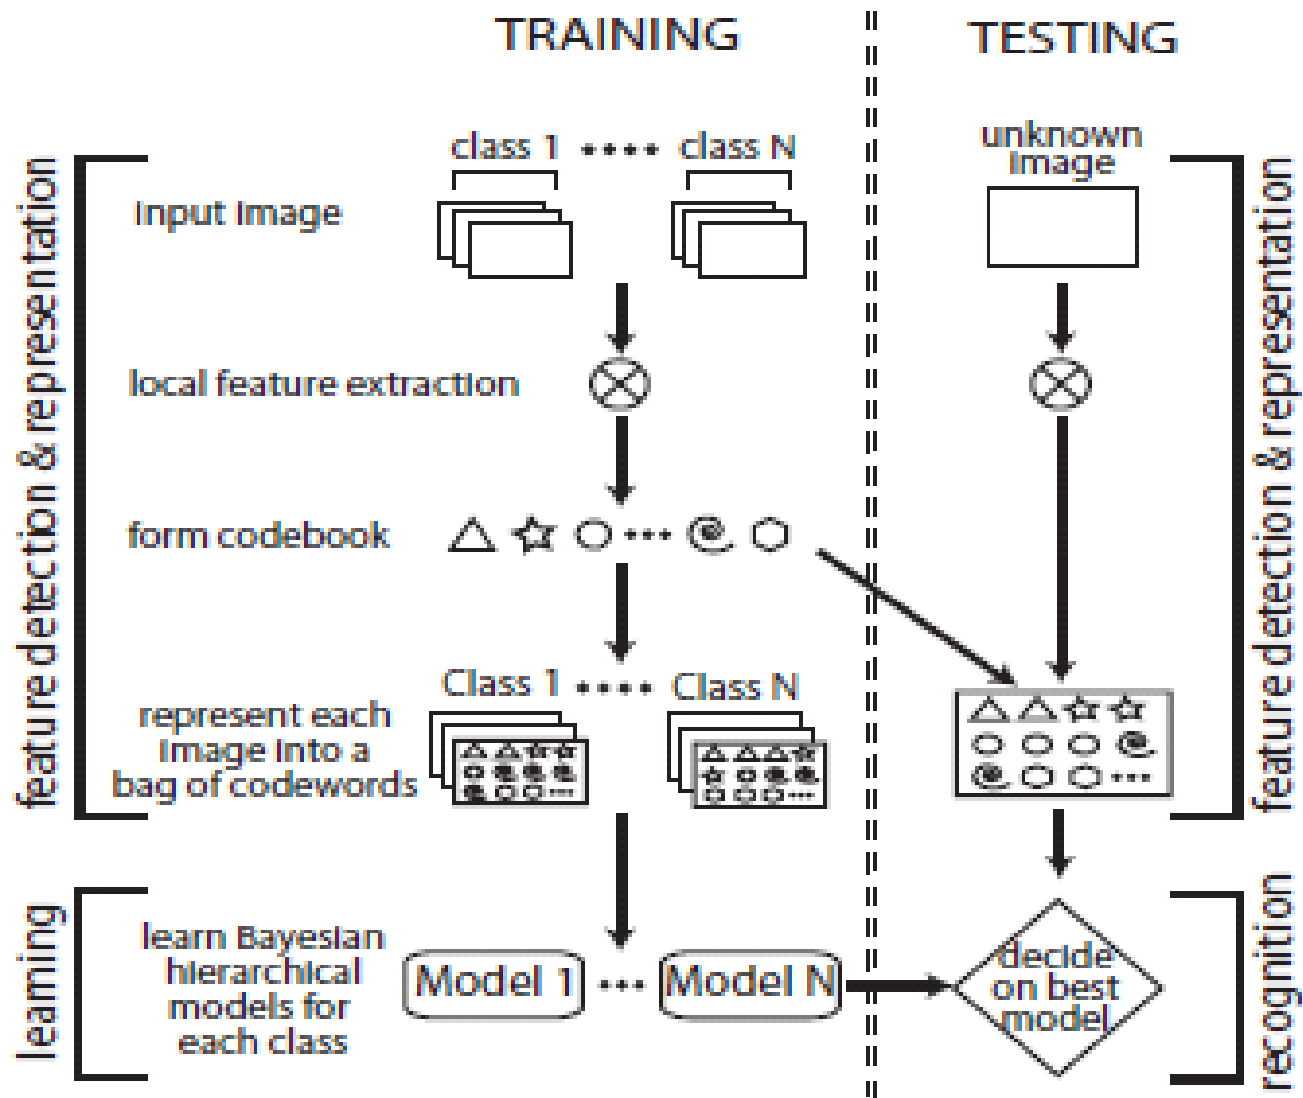 TRAINING
TESTING
class 1 •••• class N
unknown
image
input image
local feature extraction
form codebook
...
Class 1 •••• Class N
represent each
image into a
bag of codewords
...
...
...
learn Bayesian
hierarchical
models for
each class
Model 1 ... Model N
decide
on best
model
feature detection & representation
learning
feature detection & representation
recognition